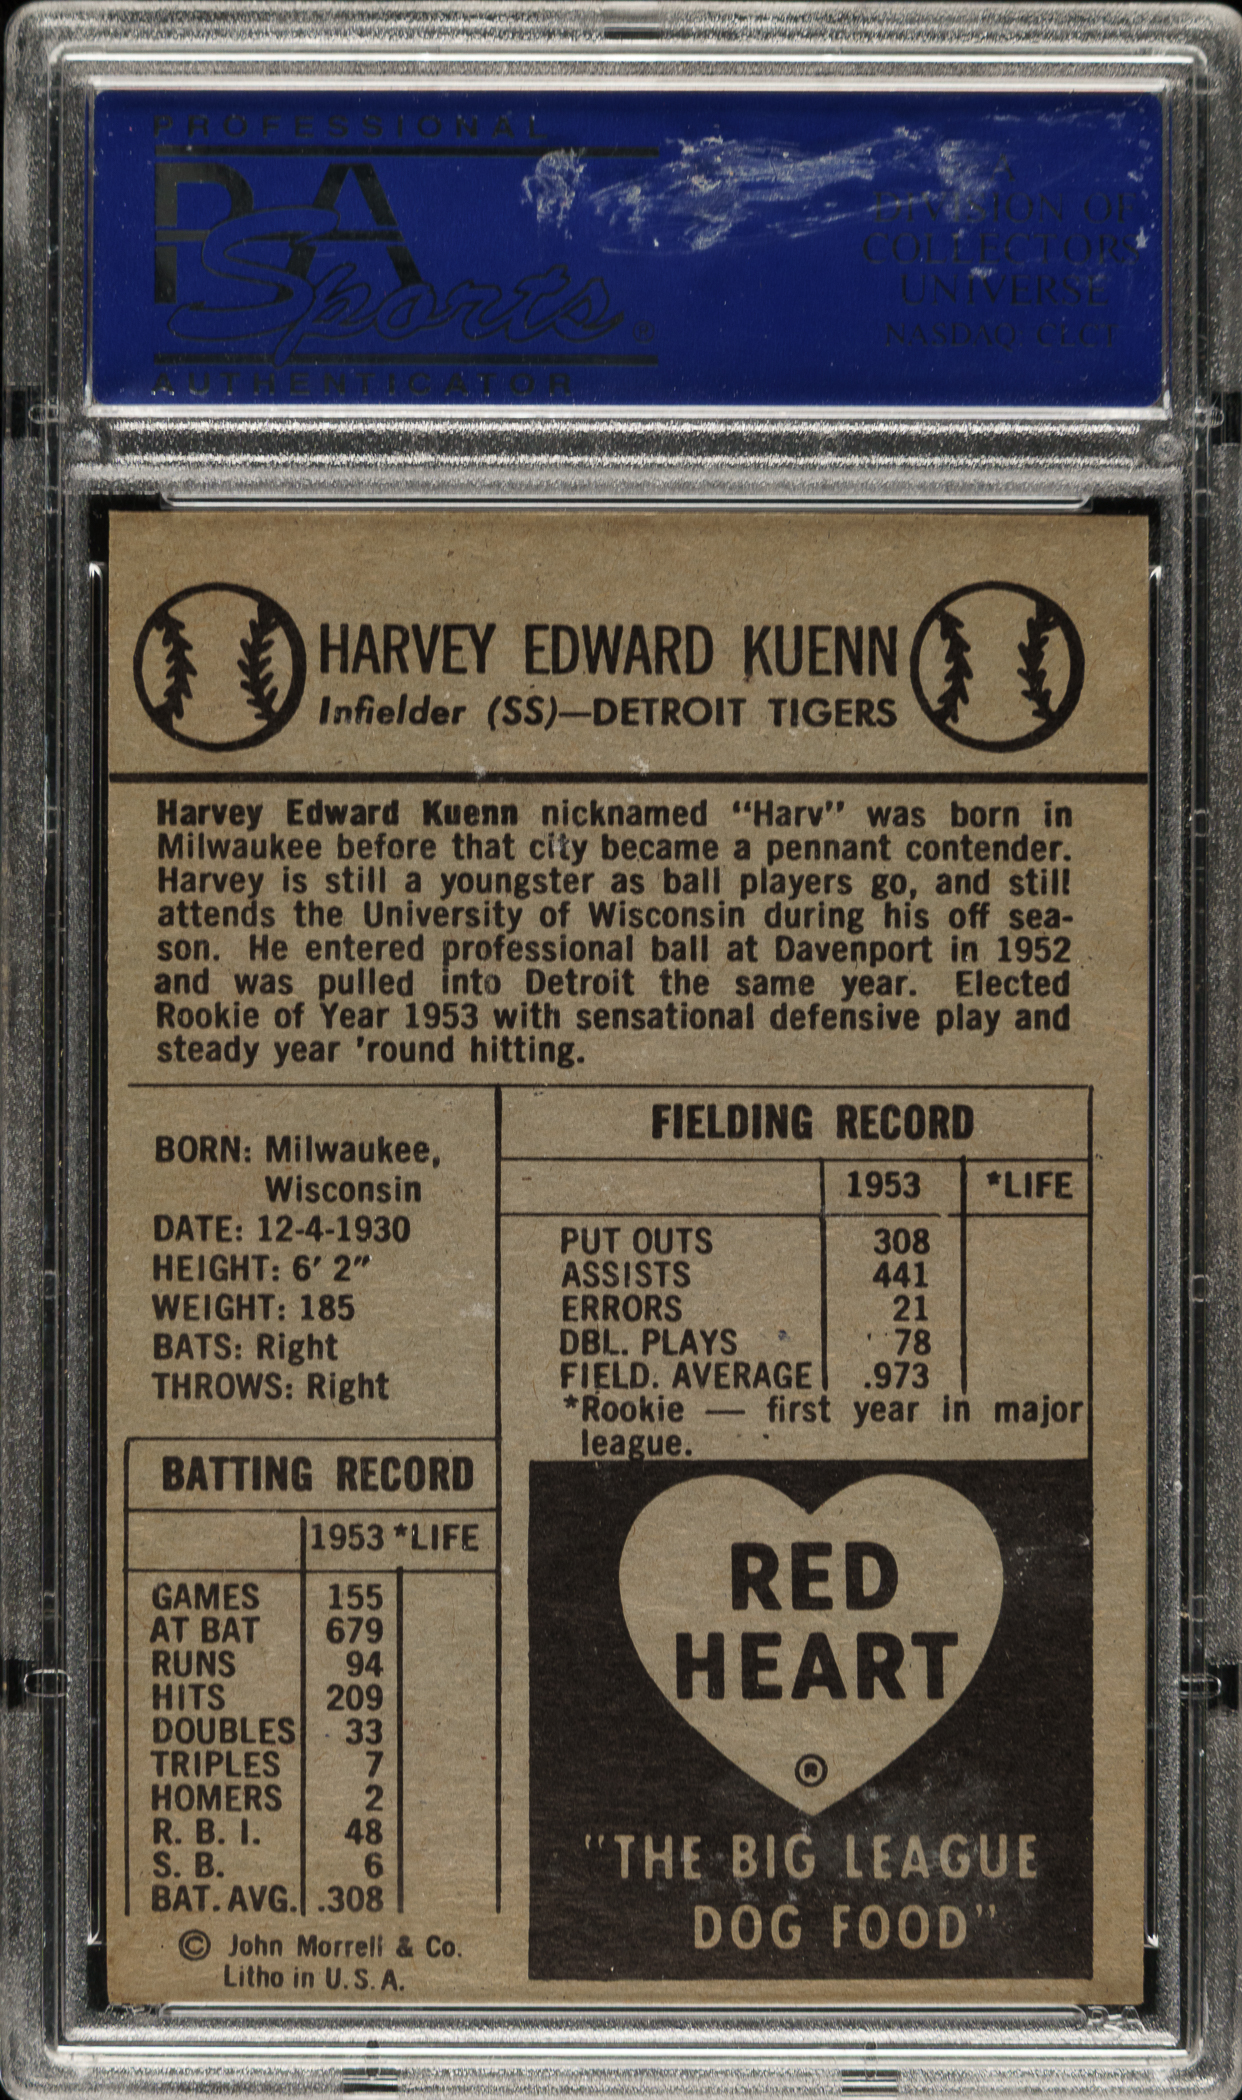 PROFESSIONAL
PSA
Sports®
AUTHENTICATOR
A
DIVISION OF
COLLECTORS
UNIVERSE
NASDAQ: CLCT
HARVEY EDWARD KUENN
Infielder (SS)—DETROIT TIGERS
Harvey Edward Kuenn nicknamed “Harv” was born in
Milwaukee before that city became a pennant contender.
Harvey is still a youngster as ball players go, and still
attends the University of Wisconsin during his off sea-
son. He entered professional ball at Davenport in 1952
and was pulled into Detroit the same year. Elected
Rookie of Year 1953 with sensational defensive play and
steady year 'round hitting.
BORN: Milwaukee,
Wisconsin
DATE: 12-4-1930
HEIGHT: 6′ 2″
WEIGHT: 185
BATS: Right
THROWS: Right
FIELDING RECORD
1953 *LIFE
PUT OUTS 308
ASSISTS 441
ERRORS 21
DBL. PLAYS 78
FIELD. AVERAGE .973
*Rookie — first year in major
league.
BATTING RECORD
1953 *LIFE
GAMES 155
AT BAT 679
RUNS 94
HITS 209
DOUBLES 33
TRIPLES 7
HOMERS 2
R. B. I. 48
S. B. 6
BAT. AVG. .308
© John Morrell & Co.
Litho in U. S. A.
RED
HEART
®
"THE BIG LEAGUE
DOG FOOD"